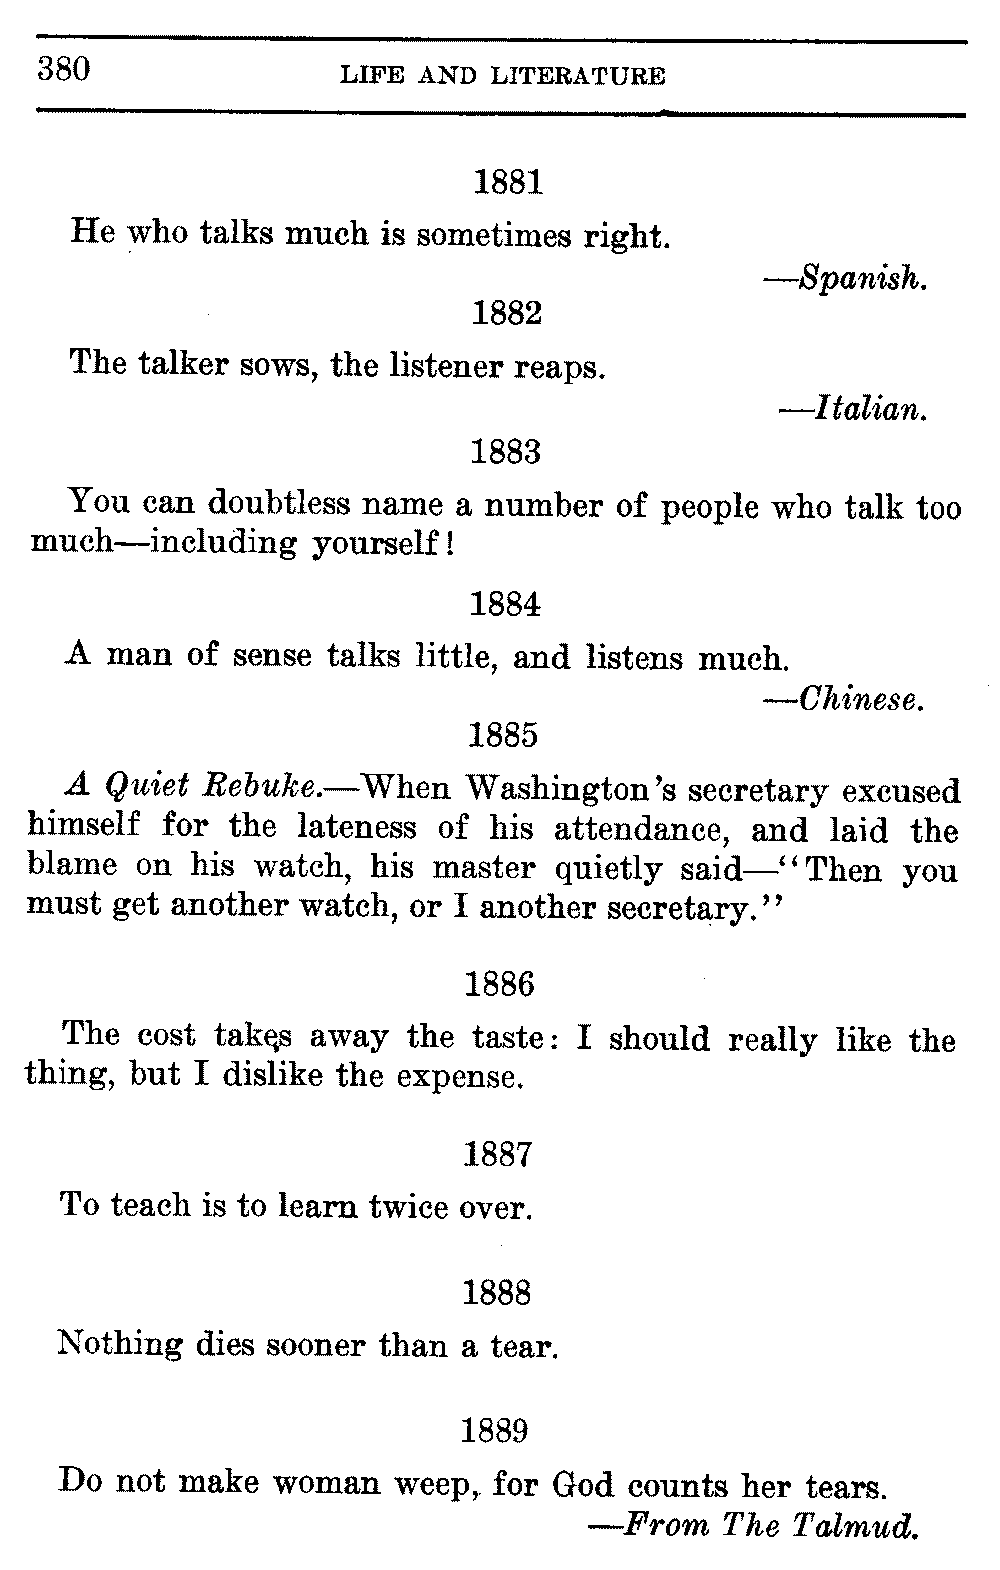 380 LIFE AND LITERATURE
1881
He who talks much is sometimes right.
—Spanish.
1882
The talker sows, the listener reaps.
—Italian.
1883
You can doubtless name a number of people who talk too
much—including yourself!
1884
A man of sense talks little, and listens much.
—Chinese.
1885
A Quiet Rebuke.—When Washington's secretary excused
himself for the lateness of his attendance, and laid the
blame on his watch, his master quietly said—"Then you
must get another watch, or I another secretary."
1886
The cost takes away the taste: I should really like the
thing, but I dislike the expense.
1887
To teach is to learn twice over.
1888
Nothing dies sooner than a tear.
1889
Do not make woman weep, for God counts her tears.
—From The Talmud.